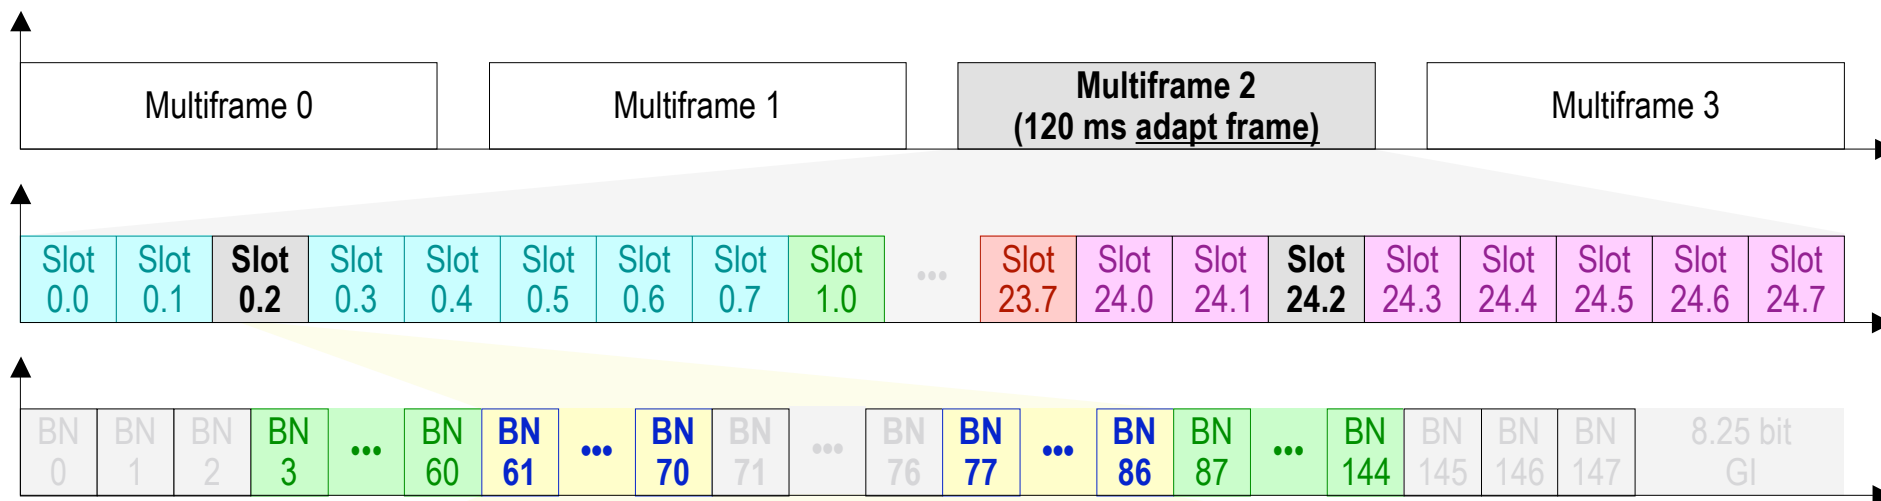 Multiframe 0
Multiframe 1
Multiframe 2
(120 ms adapt frame)
Multiframe 3
Slot
0.0
Slot
0.1
Slot
0.2
Slot
0.3
Slot
0.4
Slot
0.5
Slot
0.6
Slot
0.7
Slot
1.0
•••
Slot
23.7
Slot
24.0
Slot
24.1
Slot
24.2
Slot
24.3
Slot
24.4
Slot
24.5
Slot
24.6
Slot
24.7
BN
0
BN
1
BN
2
BN
3
•••
BN
60
BN
61
•••
BN
70
BN
71
•••
BN
76
BN
77
•••
BN
86
BN
87
•••
BN
144
BN
145
BN
146
BN
147
8.25 bit
GI